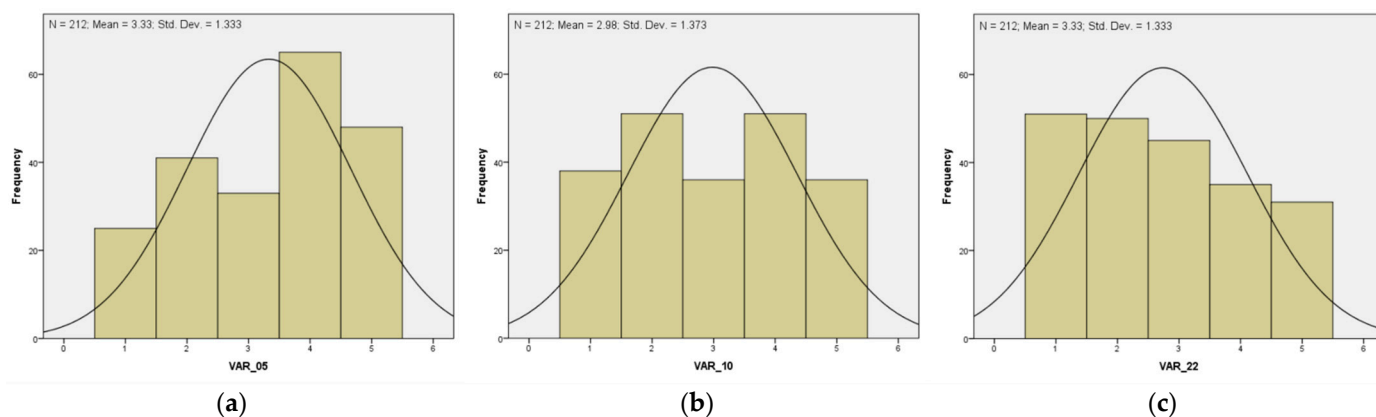 N = 212; Mean = 3.33; Std. Dev. = 1.333
60
40
20
0
Frequency
0 1 2 3 4 5 6
VAR_05
(a)
N = 212; Mean = 2.98; Std. Dev. = 1.373
60
40
20
0
Frequency
0 1 2 3 4 5 6
VAR_10
(b)
N = 212; Mean = 3.33; Std. Dev. = 1.333
60
40
20
0
Frequency
0 1 2 3 4 5 6
VAR_22
(c)